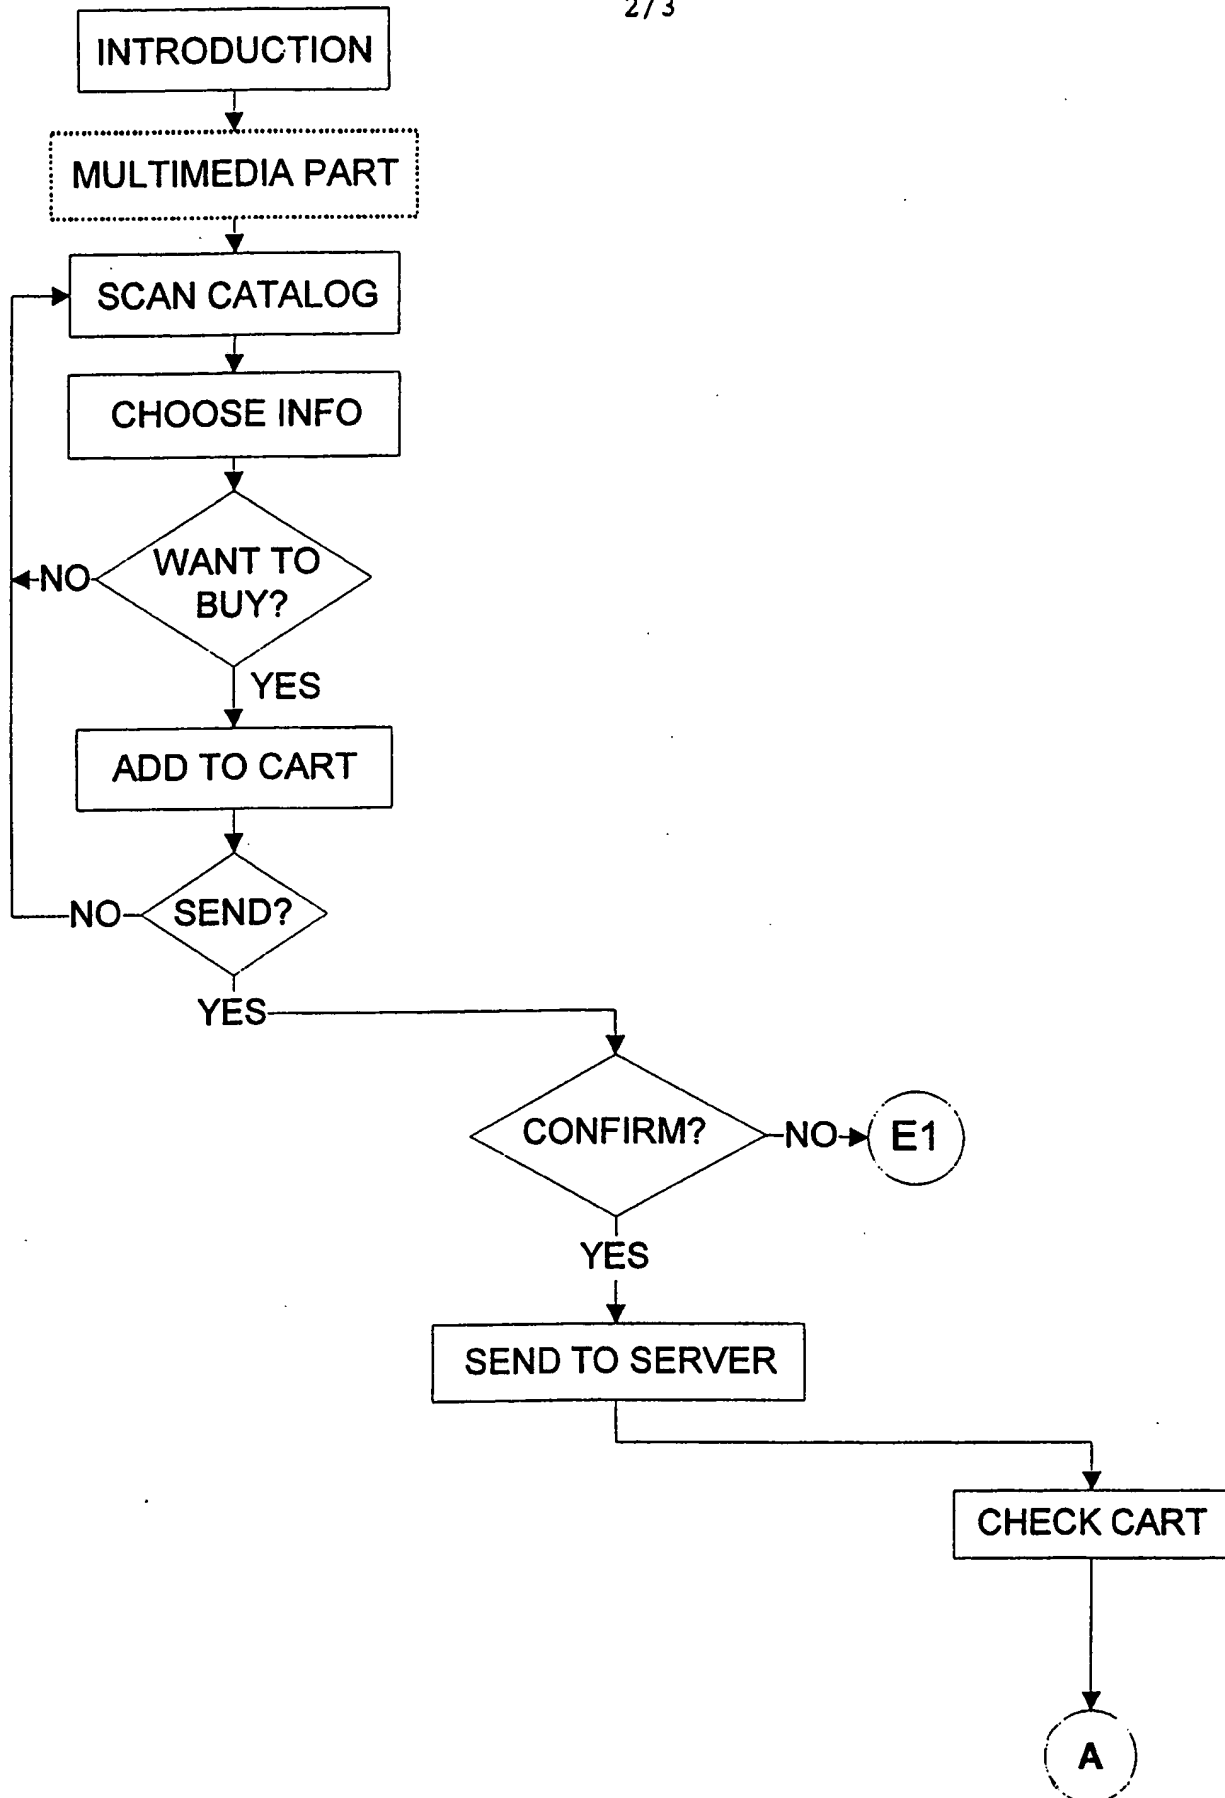 2/3
INTRODUCTION
MULTIMEDIA PART
SCAN CATALOG
CHOOSE INFO
WANT TO
BUY?
NO
YES
ADD TO CART
SEND?
NO
YES
CONFIRM?
NO
E1
YES
SEND TO SERVER
CHECK CART
A